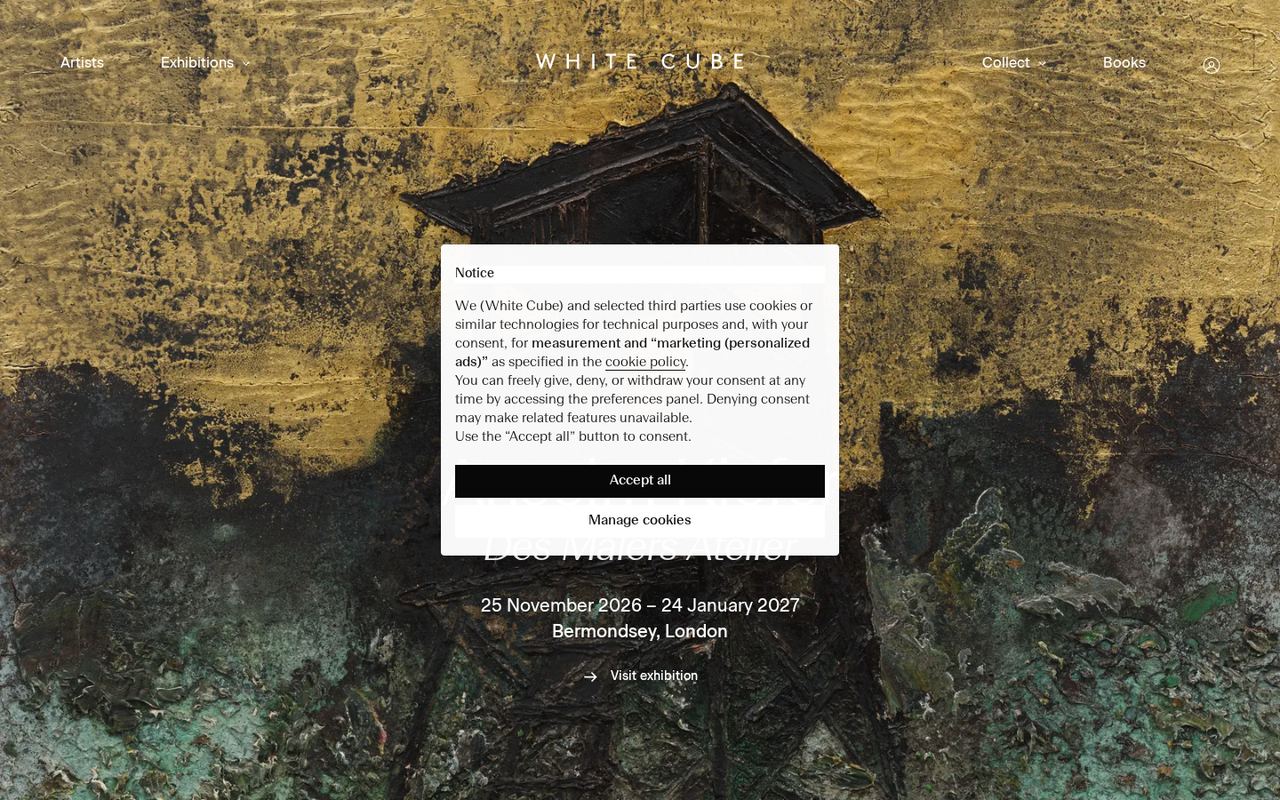 Artists
Exhibitions
WHITE CUBE
Collect
Books
Notice
We (White Cube) and selected third parties use cookies or
similar technologies for technical purposes and, with your
consent, for measurement and “marketing (personalized
ads)” as specified in the cookie policy.
You can freely give, deny, or withdraw your consent at any
time by accessing the preferences panel. Denying consent
may make related features unavailable.
Use the “Accept all” button to consent.
Accept all
Manage cookies
Des Malers Atelier
25 November 2026 – 24 January 2027
Bermondsey, London
Visit exhibition